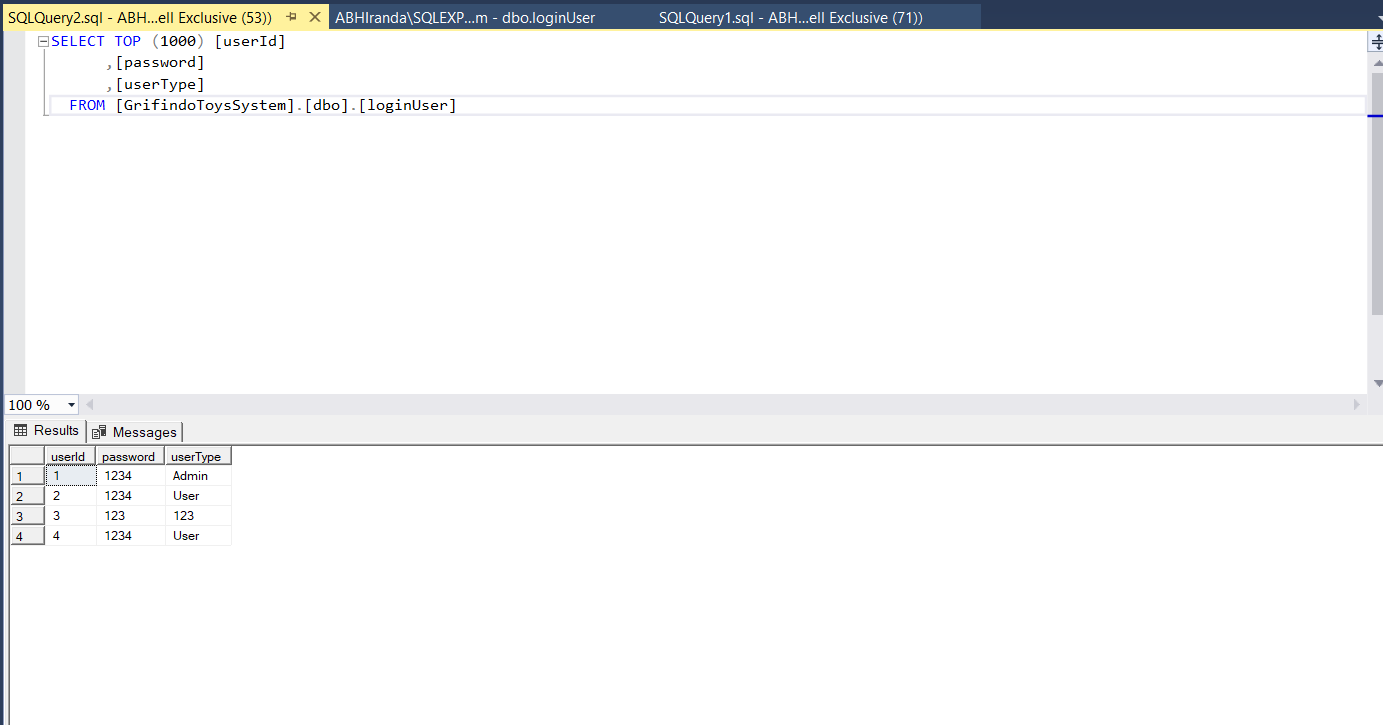 SQLQuery2.sql - ABH...ell Exclusive (53)) ABHIranda\SQLEXP...m - dbo.loginUser SQLQuery1.sql - ABH...ell Exclusive (71))
SELECT TOP (1000) [userId]
,[password]
,[userType]
FROM [GrifindoToysSystem].[dbo].[loginUser]
100 %
Results Messages
userId password userType
1 1 1234 Admin
2 2 1234 User
3 3 123 123
4 4 1234 User